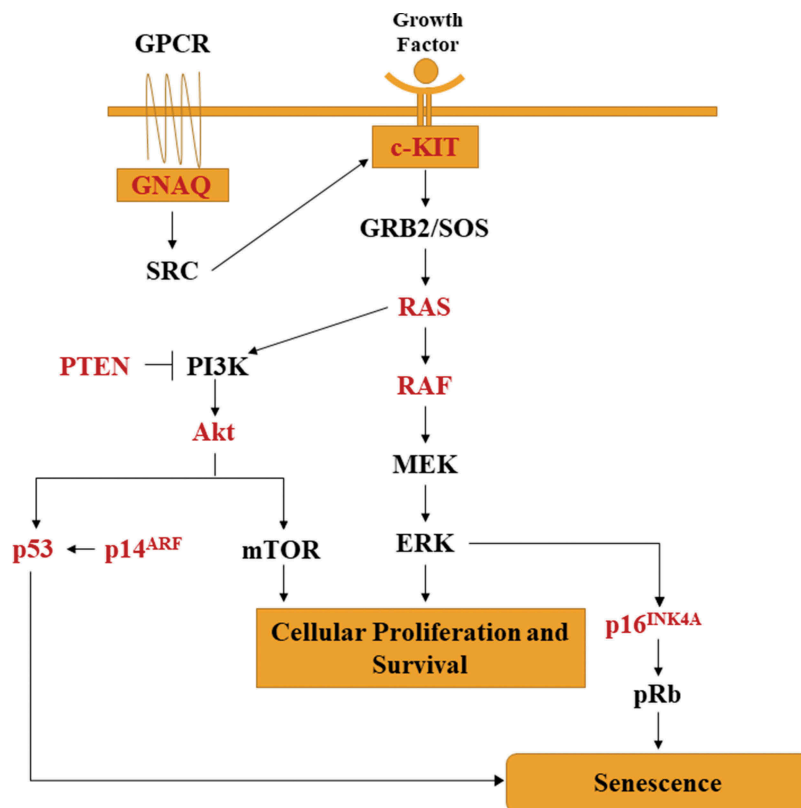 Growth
Factor
GPCR
c-KIT
GNAQ
GRB2/SOS
SRC
RAS
PTEN
PI3K
RAF
Akt
MEK
p53
p14ARF
mTOR
ERK
Cellular Proliferation and
Survival
p16INK4A
pRb
Senescence